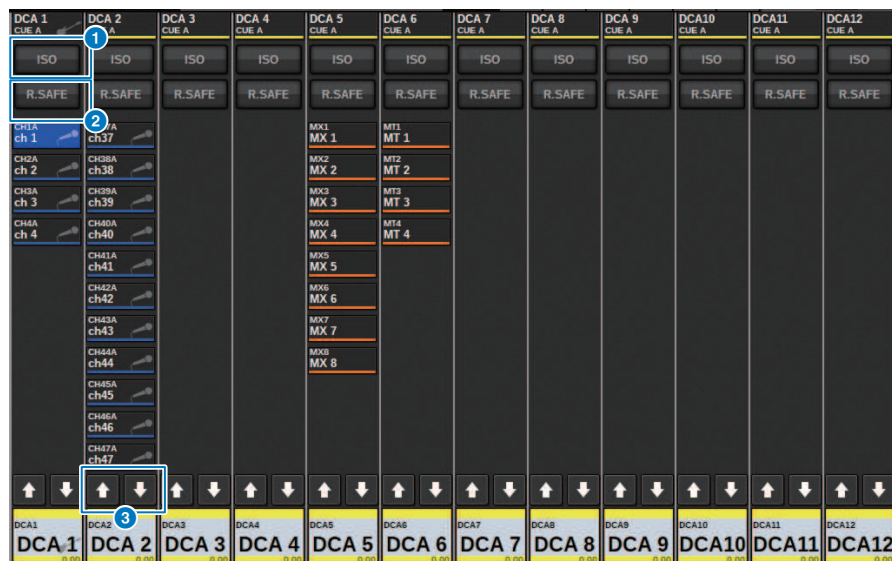 DCA 1 DCA 2 DCA 3 DCA 4 DCA 5 DCA 6 DCA 7 DCA 8 DCA 9 DCA10 DCA11 DCA12
CUE A A CUE A CUE A CUE A CUE A CUE A CUE A CUE A CUE A CUE A CUE A
1
ISO ISO ISO ISO ISO ISO ISO ISO ISO ISO ISO ISO
R.SAFE R.SAFE R.SAFE R.SAFE R.SAFE R.SAFE R.SAFE R.SAFE R.SAFE R.SAFE R.SAFE R.SAFE
2
CH1A 7A MX1 MT1
ch 1 ch37 MX 1 MT 1
CH2A CH38A MX2 MT2
ch 2 ch38 MX 2 MT 2
CH3A CH39A MX3 MT3
ch 3 ch39 MX 3 MT 3
CH4A CH40A MX4 MT4
ch 4 ch40 MX 4 MT 4
CH41A MX5
ch41 MX 5
CH42A MX6
ch42 MX 6
CH43A MX7
ch43 MX 7
CH44A MX8
ch44 MX 8
CH45A
ch45
CH46A
ch46
CH47A
ch47
3
DCA1 DCA2 DCA3 DCA4 DCA5 DCA6 DCA7 DCA8 DCA9 DCA10 DCA11 DCA12
DCA 1 DCA 2 DCA 3 DCA 4 DCA 5 DCA 6 DCA 7 DCA 8 DCA 9 DCA10 DCA11 DCA12